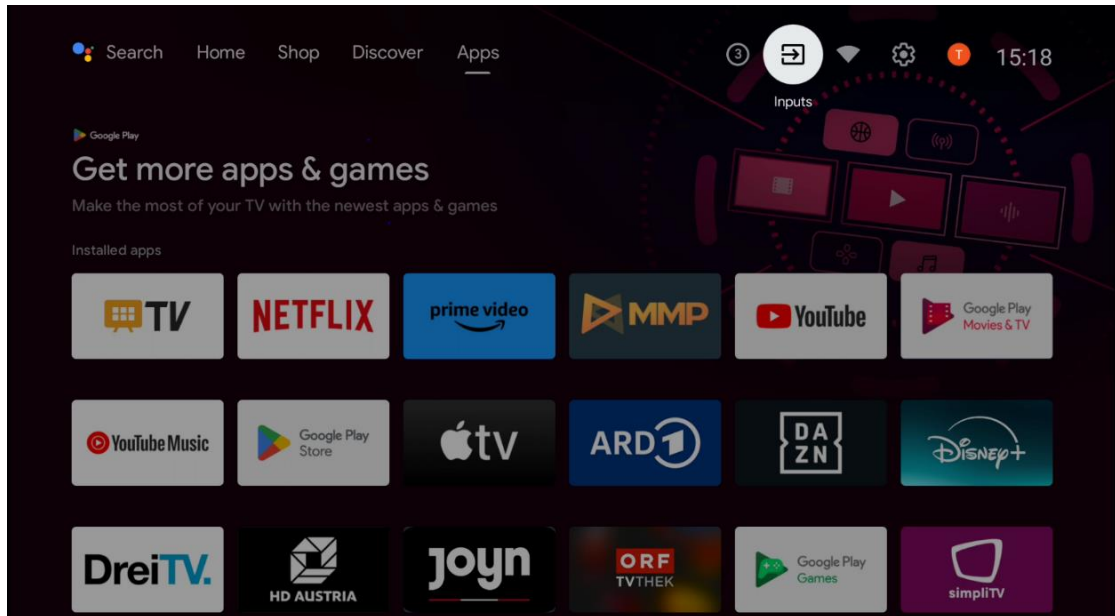 Search Home Shop Discover Apps 3 T 15:18
Inputs
Google Play
Get more apps & games
Make the most of your TV with the newest apps & games
Installed apps
TV NETFLIX prime video MMP YouTube Google Play Movies & TV
YouTube Music Google Play Store tv ARD 1 DAZN Disney+
DreiTV. HD AUSTRIA Joyn ORF TVTHEK Google Play Games simpliTV